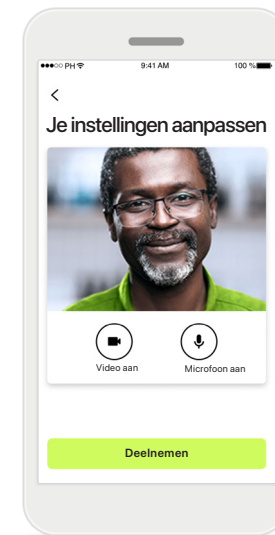 PH 9:41 AM 100 %
Je instellingen aanpassen
Video aan Microfoon aan
Deelnemen